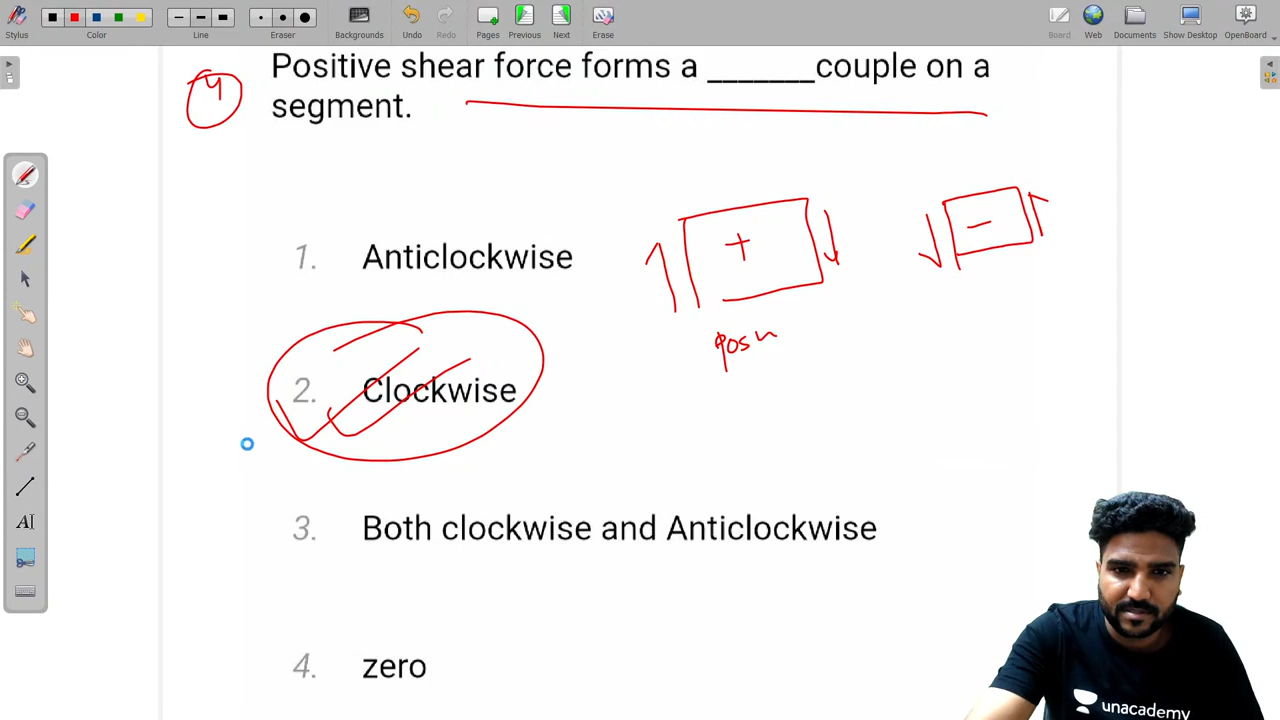 Stylus
Color
Line
Eraser
Backgrounds
Undo
Redo
Pages
Previous
Next
Erase
Board
Web
Documents
Show Desktop
OpenBoard
4
Positive shear force forms a _______couple on a
segment.
1. Anticlockwise
+
−
2. Clockwise
3. Both clockwise and Anticlockwise
4. zero
AI
unacademy